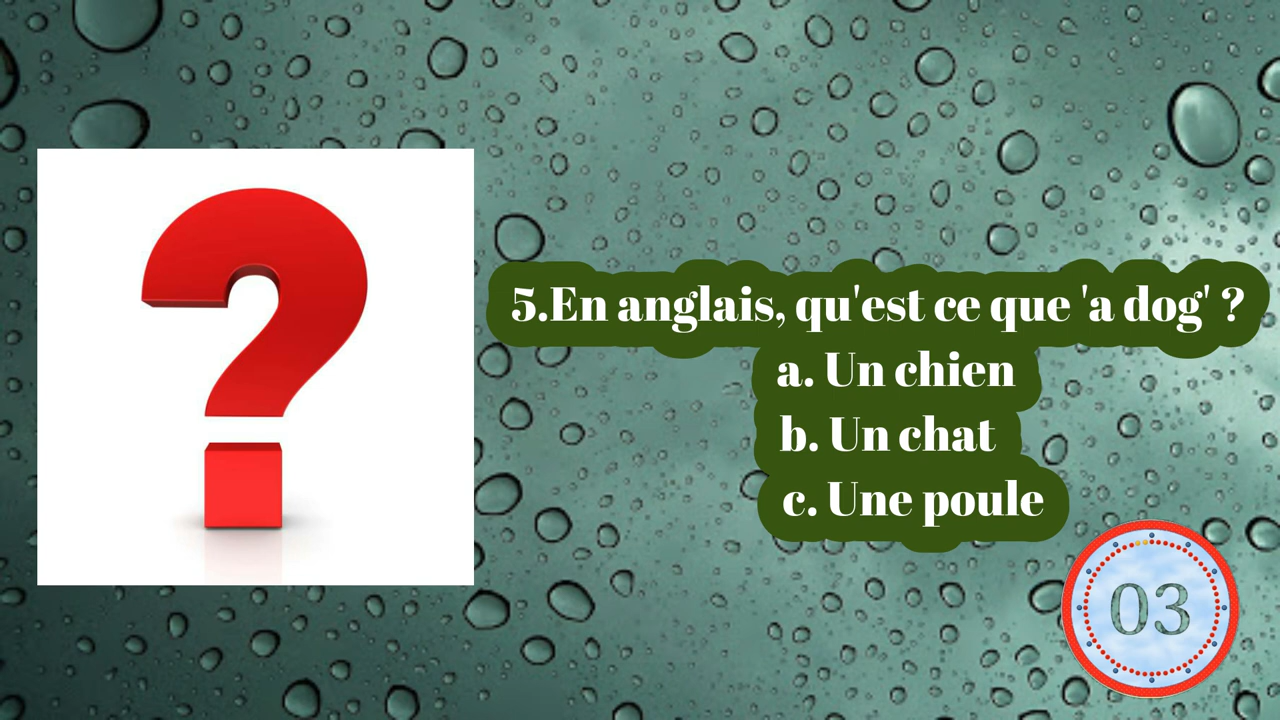 5.En anglais, qu'est ce que 'a dog' ?
a. Un chien
b. Un chat
c. Une poule
03